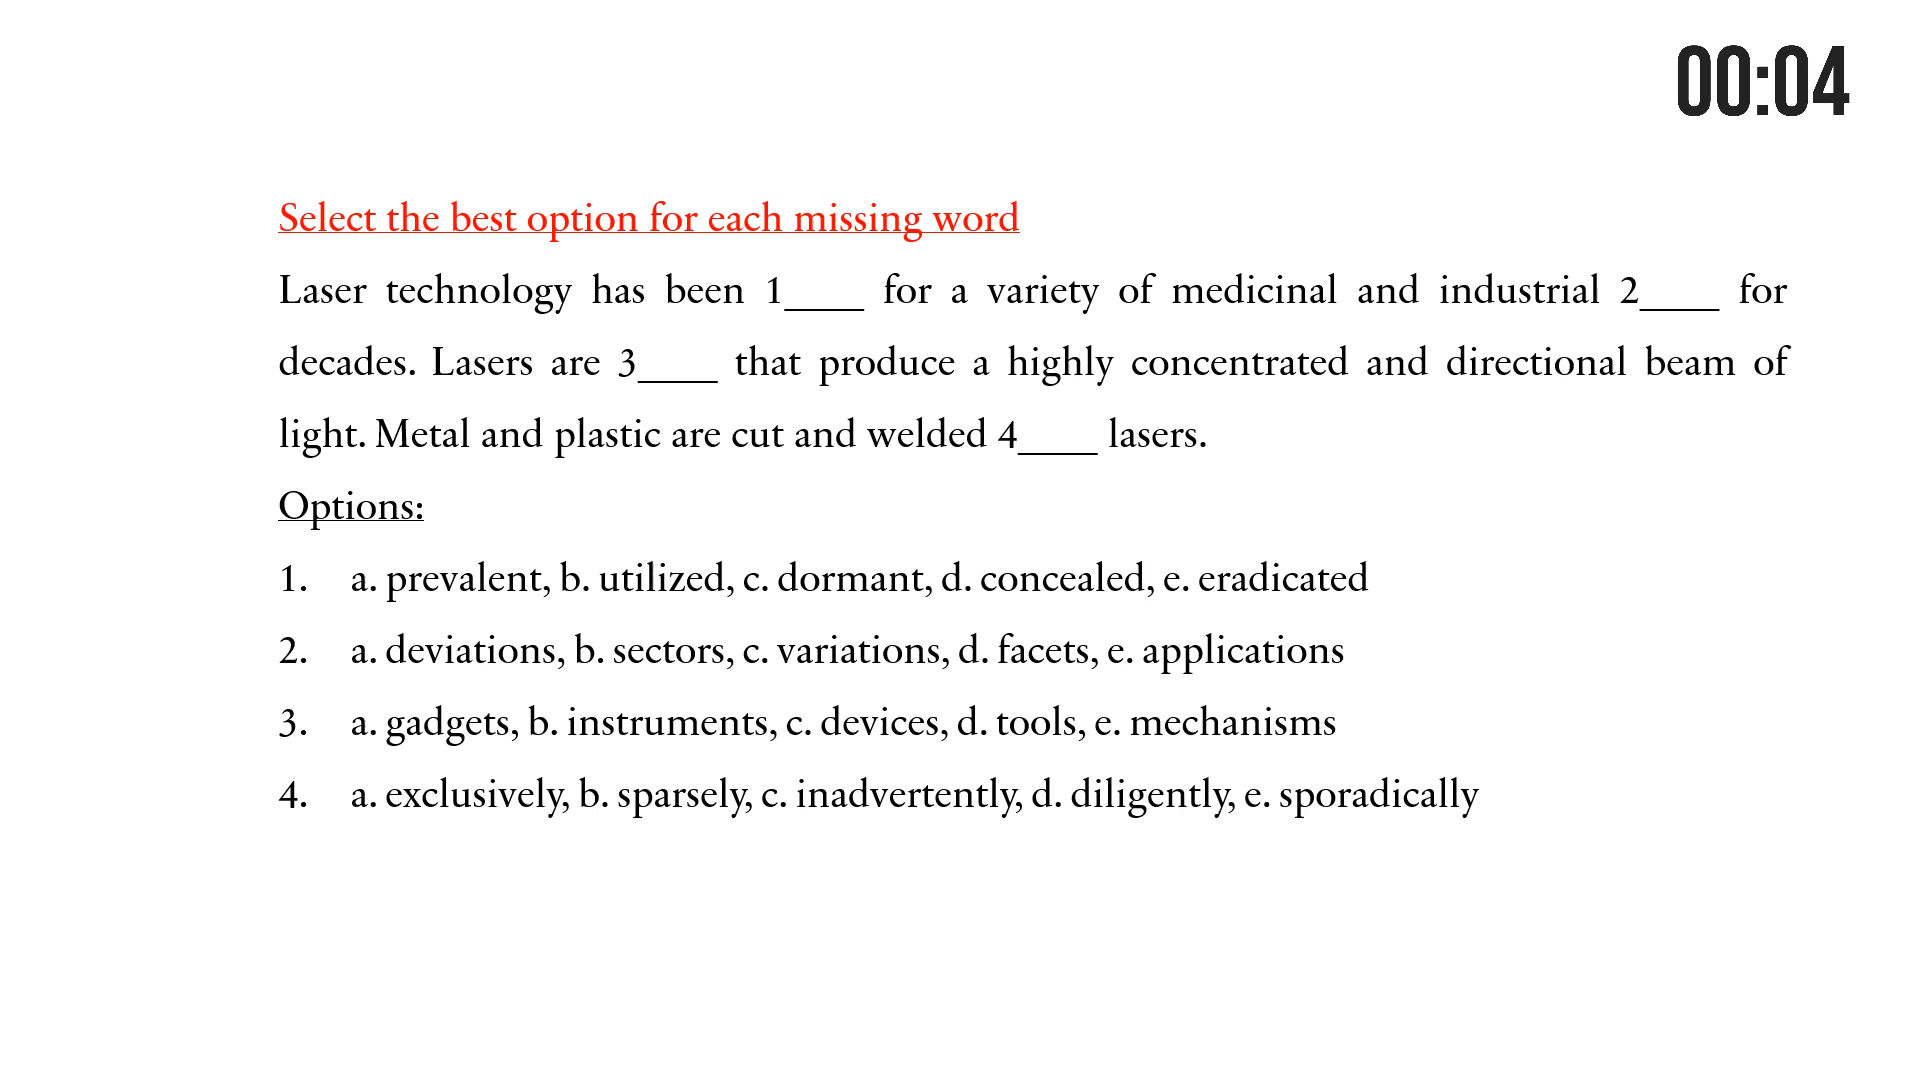 00:04
Select the best option for each missing word
Laser technology has been 1____ for a variety of medicinal and industrial 2____ for
decades. Lasers are 3____ that produce a highly concentrated and directional beam of
light. Metal and plastic are cut and welded 4____ lasers.
Options:
1. a. prevalent, b. utilized, c. dormant, d. concealed, e. eradicated
2. a. deviations, b. sectors, c. variations, d. facets, e. applications
3. a. gadgets, b. instruments, c. devices, d. tools, e. mechanisms
4. a. exclusively, b. sparsely, c. inadvertently, d. diligently, e. sporadically